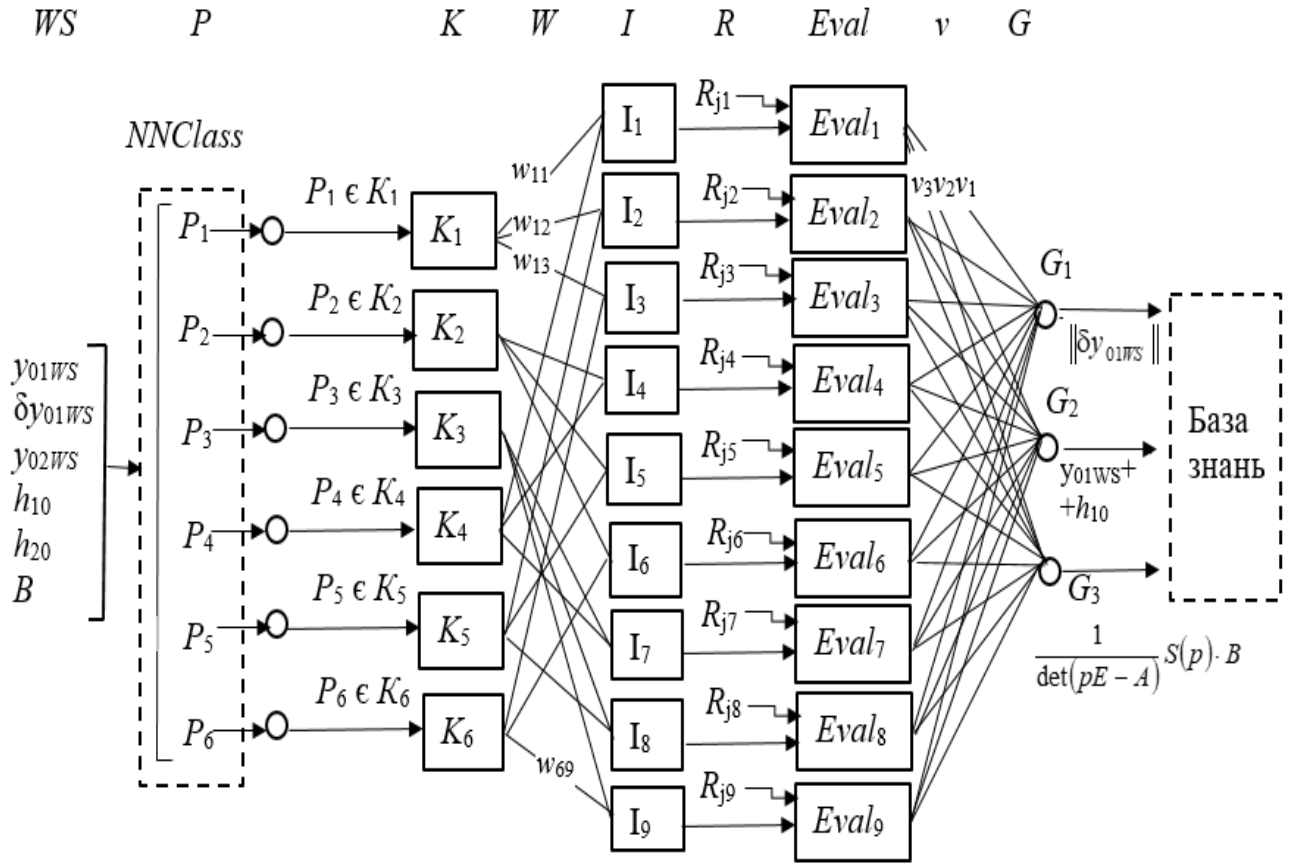 WS P K W I R Eval v G
NNClass
P₁ P₁ є K₁ K₁
P₂ P₂ є K₂ K₂
P₃ P₃ є K₃ K₃
P₄ P₄ є K₄ K₄
P₅ P₅ є K₅ K₅
P₆ P₆ є K₆ K₆
y₀₁WS
δy₀₁WS
y₀₂WS
h₁₀
h₂₀
B
w₁₁
w₁₂
w₁₃
w₆₉
I₁ Rj1 Eval₁
I₂ Rj2 Eval₂
I₃ Rj3 Eval₃
I₄ Rj4 Eval₄
I₅ Rj5 Eval₅
I₆ Rj6 Eval₆
I₇ Rj7 Eval₇
I₈ Rj8 Eval₈
I₉ Rj9 Eval₉
v₃v₂v₁
G₁
‖δy₀₁WS‖
G₂
y₀₁WS+
+h₁₀
G₃
1
det(pE − A) S(p)· B
База
знань